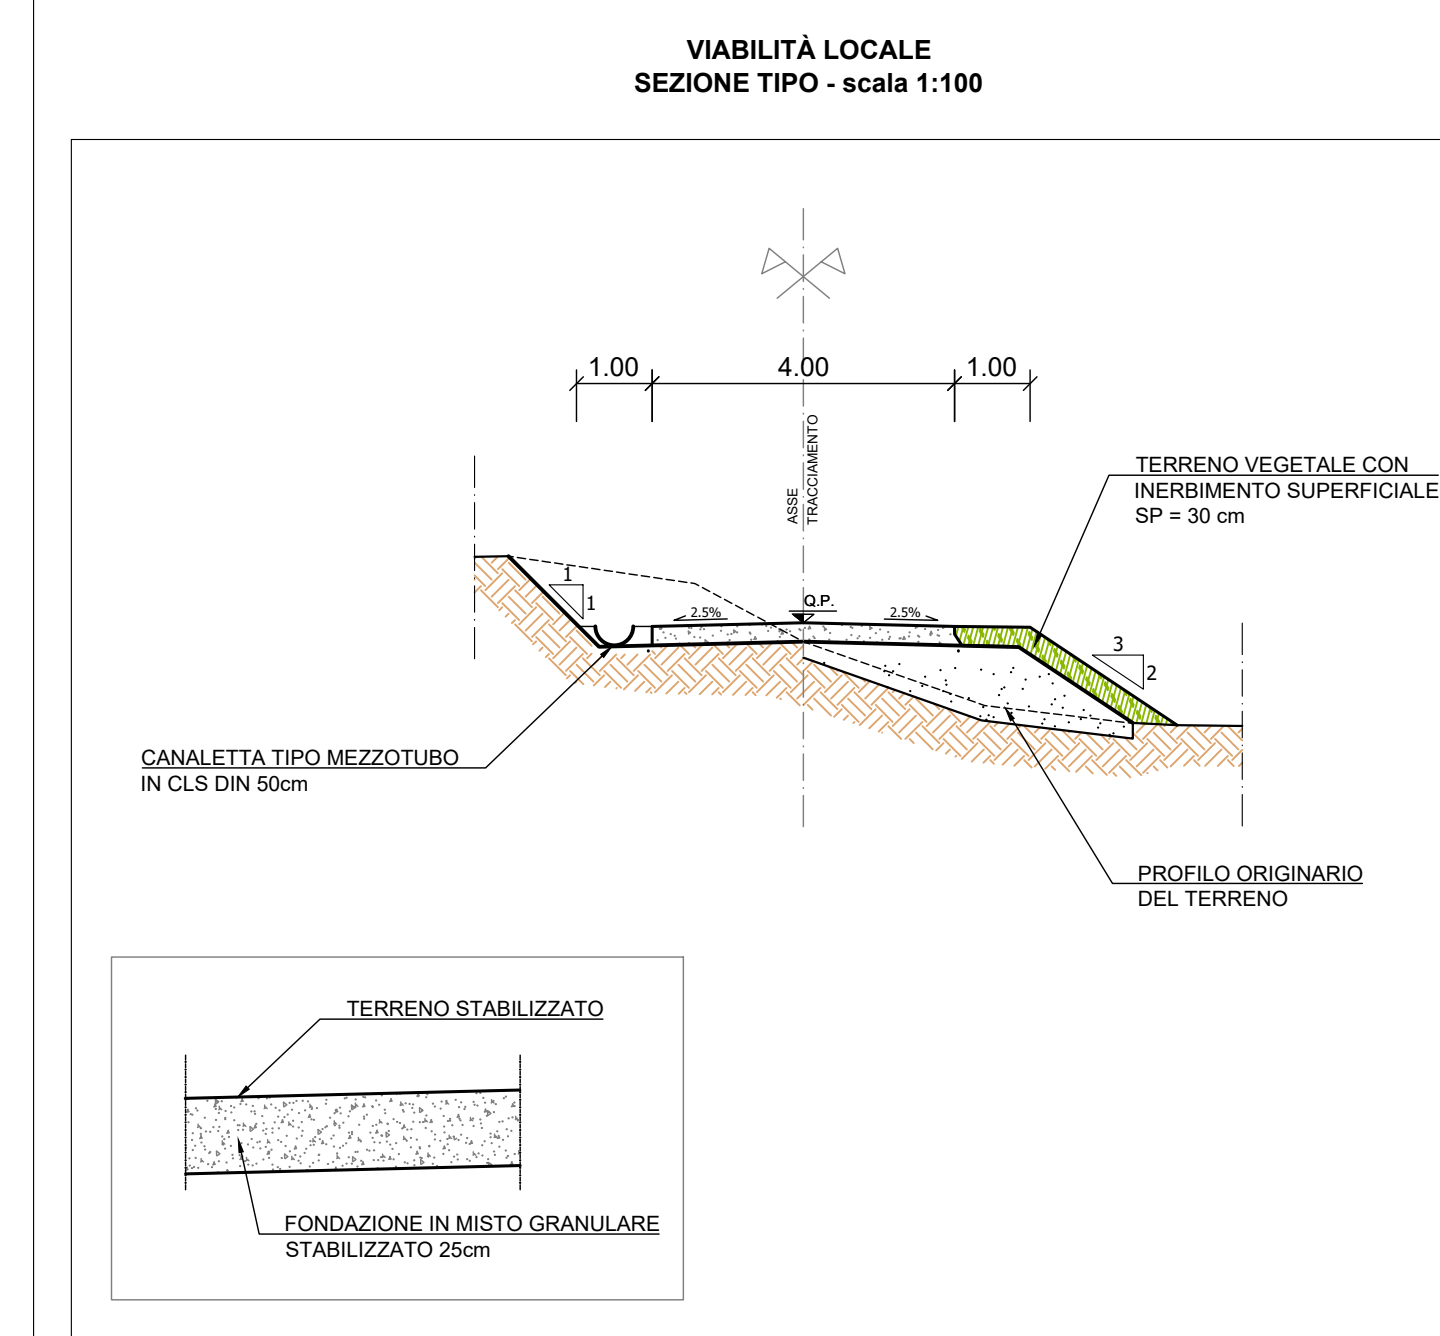 VIABILITÀ LOCALE
SEZIONE TIPO - scala 1:100
1.00
4.00
1.00
ASSE
TRACCIAMENTO
TERRENO VEGETALE CON
INERBIMENTO SUPERFICIALE
SP = 30 cm
1
1
2.5%
Q.P.
2.5%
3
2
CANALETTA TIPO MEZZOTUBO
IN CLS DIN 50cm
PROFILO ORIGINARIO
DEL TERRENO
TERRENO STABILIZZATO
FONDAZIONE IN MISTO GRANULARE
STABILIZZATO 25cm